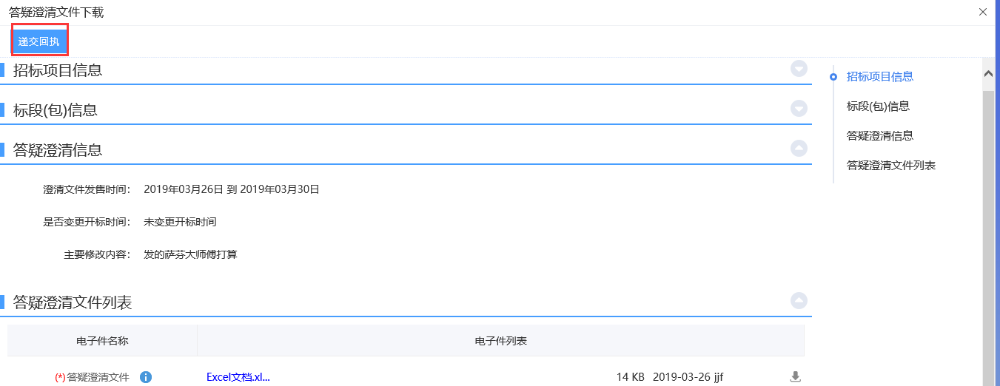 答疑澄清文件下载
递交回执
招标项目信息
标段(包)信息
答疑澄清信息
澄清文件发售时间： 2019年03月26日 到 2019年03月30日
是否变更开标时间： 未变更开标时间
主要修改内容： 发的萨芬大师傅打算
答疑澄清文件列表
电子件名称 电子件列表
(*)答疑澄清文件 Excel文档.xl... 14 KB 2019-03-26 jjf
招标项目信息
标段(包)信息
答疑澄清信息
答疑澄清文件列表